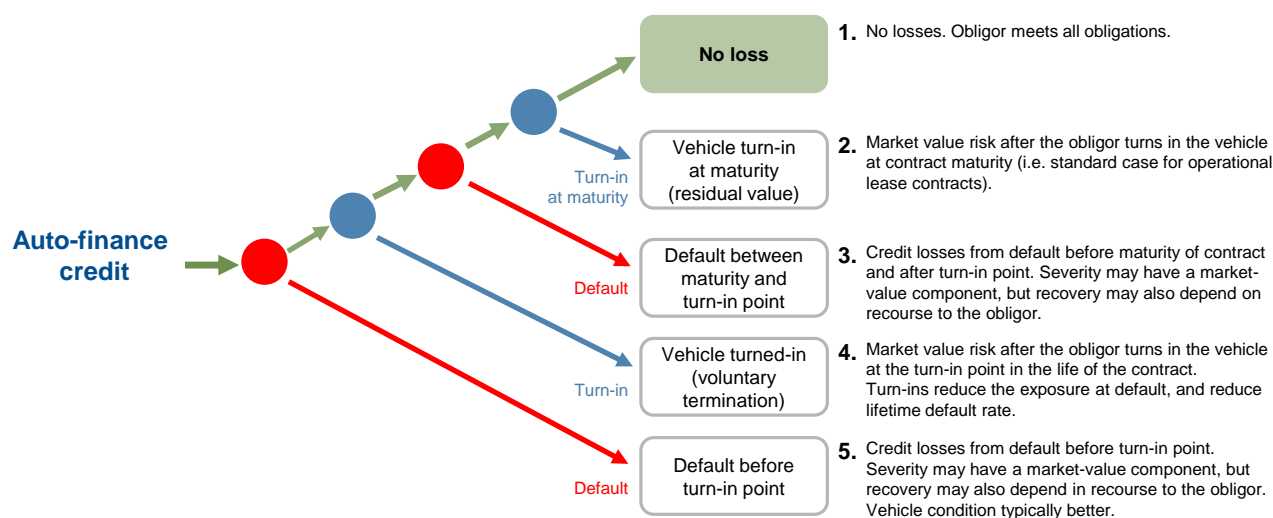 Auto-finance
credit
No loss
1. No losses. Obligor meets all obligations.
Turn-in
at maturity
Vehicle turn-in
at maturity
(residual value)
2. Market value risk after the obligor turns in the vehicle
at contract maturity (i.e. standard case for operational
lease contracts).
Default
Default between
maturity and
turn-in point
3. Credit losses from default before maturity of contract
and after turn-in point. Severity may have a market-
value component, but recovery may also depend on
recourse to the obligor.
Turn-in
Vehicle turned-in
(voluntary
termination)
4. Market value risk after the obligor turns in the vehicle
at the turn-in point in the life of the contract.
Turn-ins reduce the exposure at default, and reduce
lifetime default rate.
Default
Default before
turn-in point
5. Credit losses from default before turn-in point.
Severity may have a market-value component, but
recovery may also depend in recourse to the obligor.
Vehicle condition typically better.